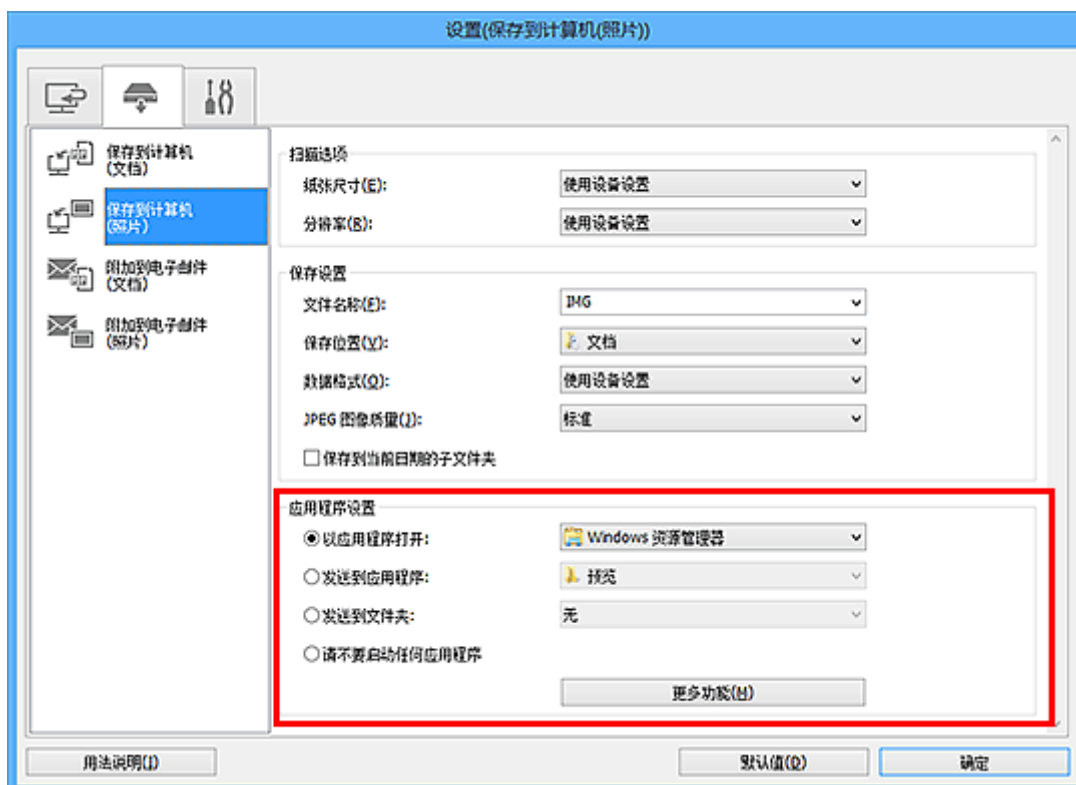 设置(保存到计算机(照片))
保存到计算机
(文档)
保存到计算机
(照片)
附加到电子邮件
(文档)
附加到电子邮件
(照片)
扫描选项
纸张尺寸(E): 使用设备设置
分辨率(R): 使用设备设置
保存设置
文件名称(F): IMG
保存位置(V): 文档
数据格式(O): 使用设备设置
JPEG 图像质量(J): 标准
保存到当前日期的子文件夹
应用程序设置
以应用程序打开: Windows 资源管理器
发送到应用程序: 预览
发送到文件夹: 无
请不要启动任何应用程序
更多功能(M)
用法说明(I)
默认值(D)
确定